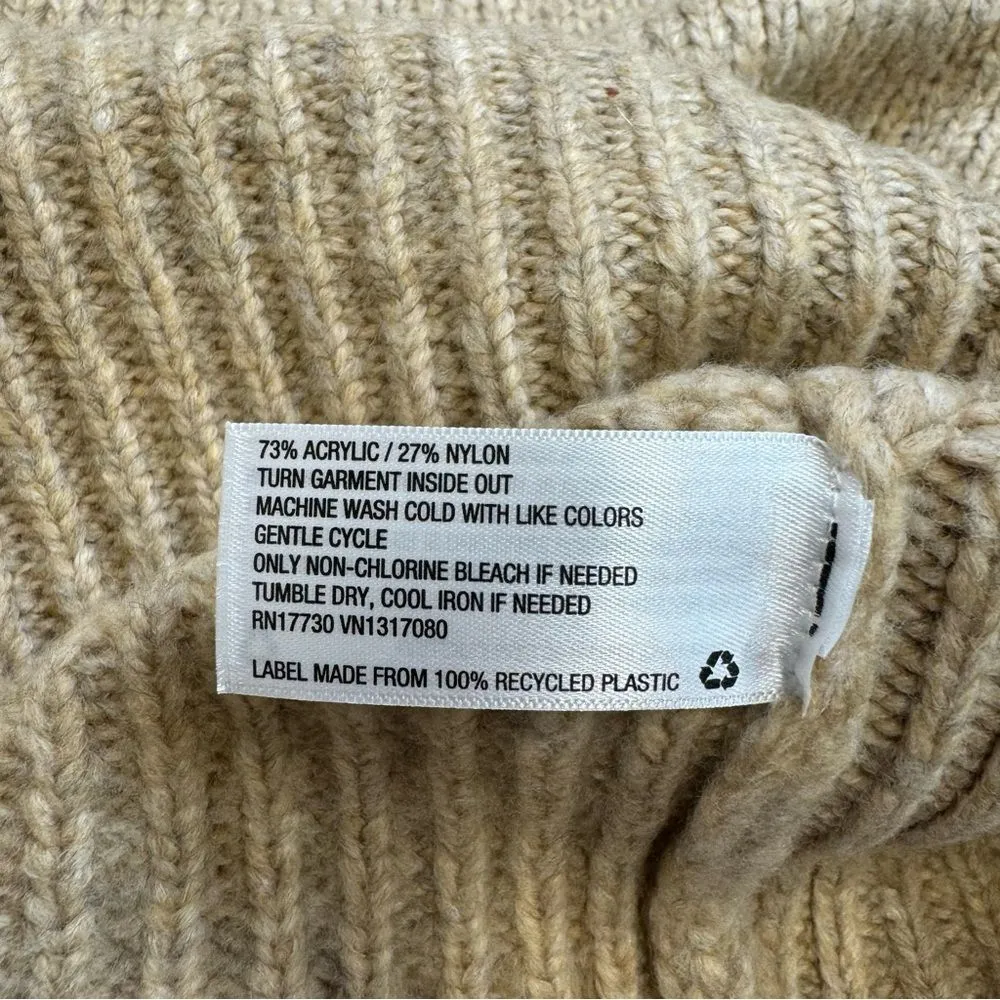 73% ACRYLIC / 27% NYLON
TURN GARMENT INSIDE OUT
MACHINE WASH COLD WITH LIKE COLORS
GENTLE CYCLE
ONLY NON-CHLORINE BLEACH IF NEEDED
TUMBLE DRY, COOL IRON IF NEEDED
RN17730 VN1317080
LABEL MADE FROM 100% RECYCLED PLASTIC